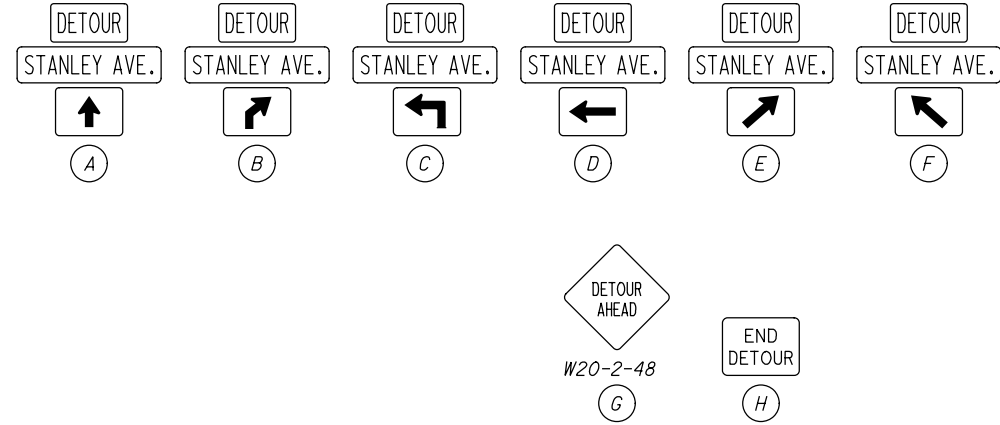 DETOUR DETOUR DETOUR DETOUR DETOUR DETOUR
STANLEY AVE. STANLEY AVE. STANLEY AVE. STANLEY AVE. STANLEY AVE. STANLEY AVE.
A B C D E F
DETOUR
AHEAD
W20-2-48
G
END
DETOUR
H